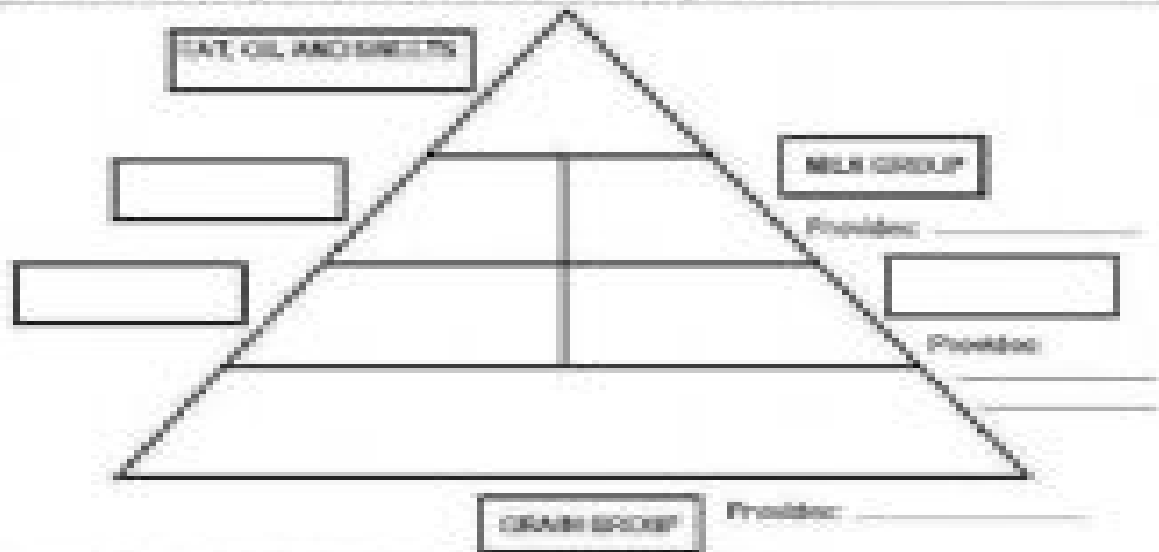 FAT, OIL AND SWEETS
MILK GROUP
Provides:
Provides:
GRAIN GROUP
Provides: